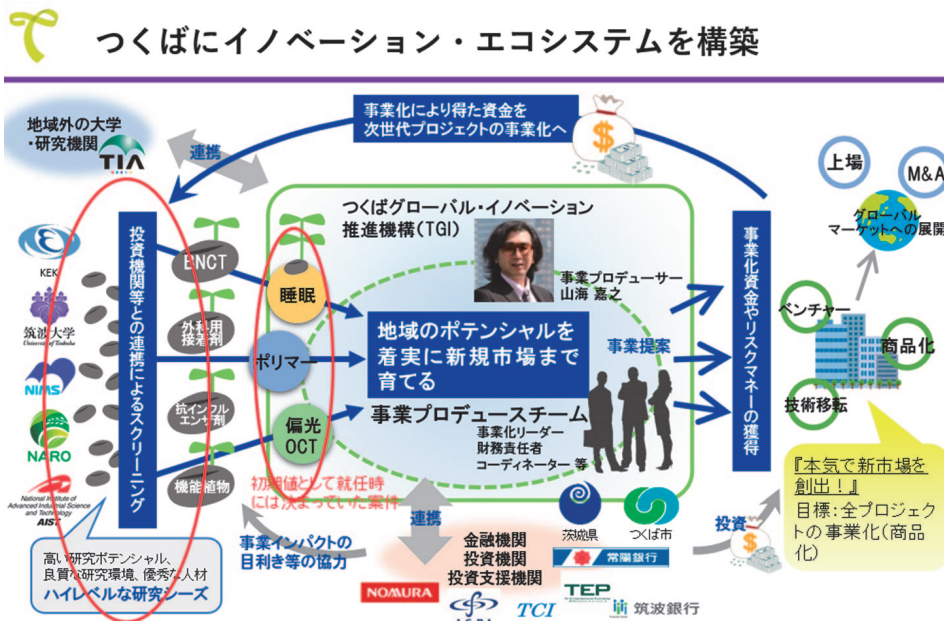 つくばにイノベーション・エコシステムを構築
地域外の大学
・研究機関
TIA
連携
事業化により得た資金を
次世代プロジェクトの事業化へ
上場
M&A
グローバル
マーケットへの展開
つくばグローバル・イノベーション
推進機構(TGI)
事業プロデューサー
山海 嘉之
KEK
筑波大学
University of Tsukuba
NIMS
NARO
National Institute of
Advanced Industrial Science
and Technology
AIST
投資機関等との連携によるスクリーニング
BNCT
外科用
接着剤
抗インフル
エンザ剤
機能植物
睡眠
ポリマー
偏光
OCT
地域のポテンシャルを
着実に新規市場まで
育てる
事業提案
事業プロデュースチーム
事業化リーダー
財務責任者
コーディネーター 等
事業化資金やリスクマネーの獲得
ベンチャー
商品化
技術移転
『本気で新市場を
創出!』
目標:全プロジェク
トの事業化(商品
化)
初期値として就任時
には決まっていた案件
高い研究ポテンシャル、
良質な研究環境、優秀な人材
ハイレベルな研究シーズ
事業インパクトの
目利き等の協力
連携
金融機関
投資機関
投資支援機関
茨城県
つくば市
常陽銀行
投資
NOMURA
TCI
TEP
筑波銀行